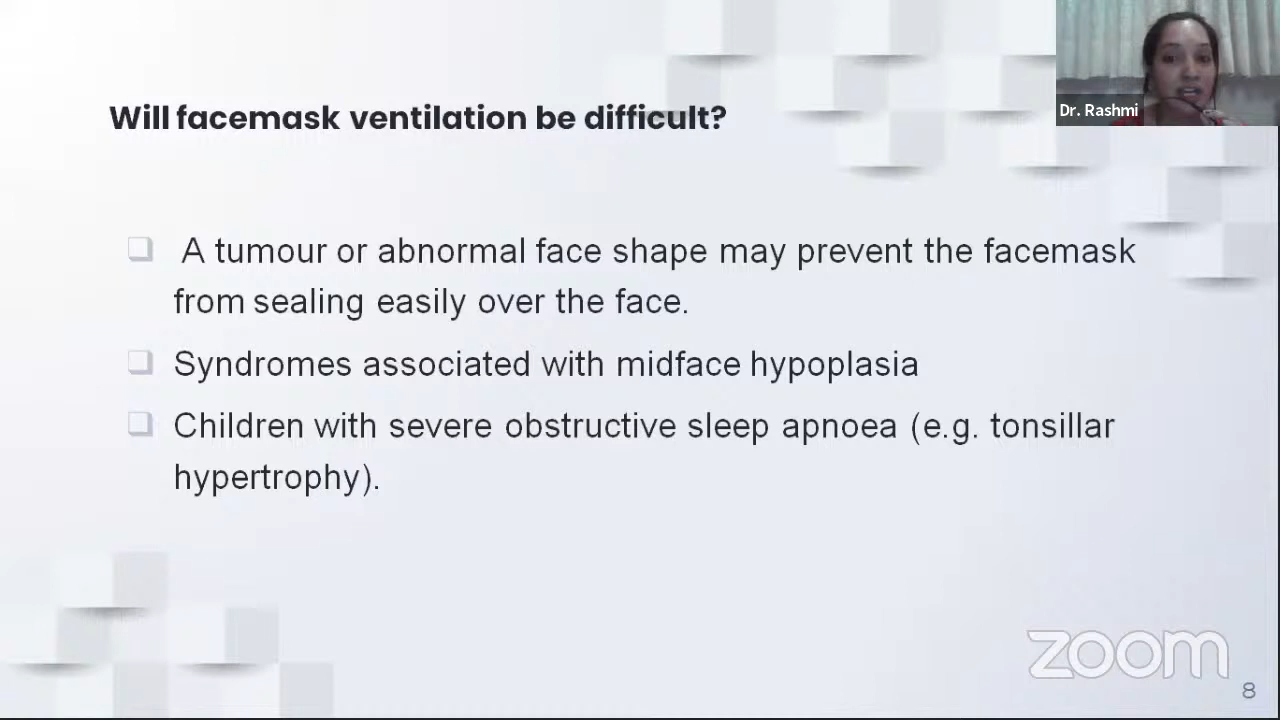 Dr. Rashmi
Will facemask ventilation be difficult?
A tumour or abnormal face shape may prevent the facemask
from sealing easily over the face.
Syndromes associated with midface hypoplasia
Children with severe obstructive sleep apnoea (e.g. tonsillar
hypertrophy).
zoom
8